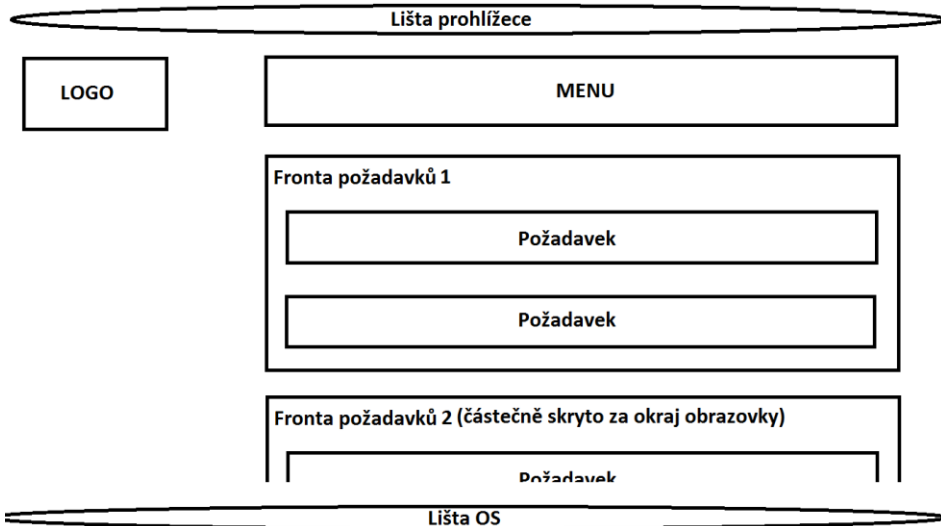 Lišta prohlížece
LOGO
MENU
Fronta požadavků 1
Požadavek
Požadavek
Fronta požadavků 2 (částečně skryto za okraj obrazovky)
Požadavek
Lišta OS